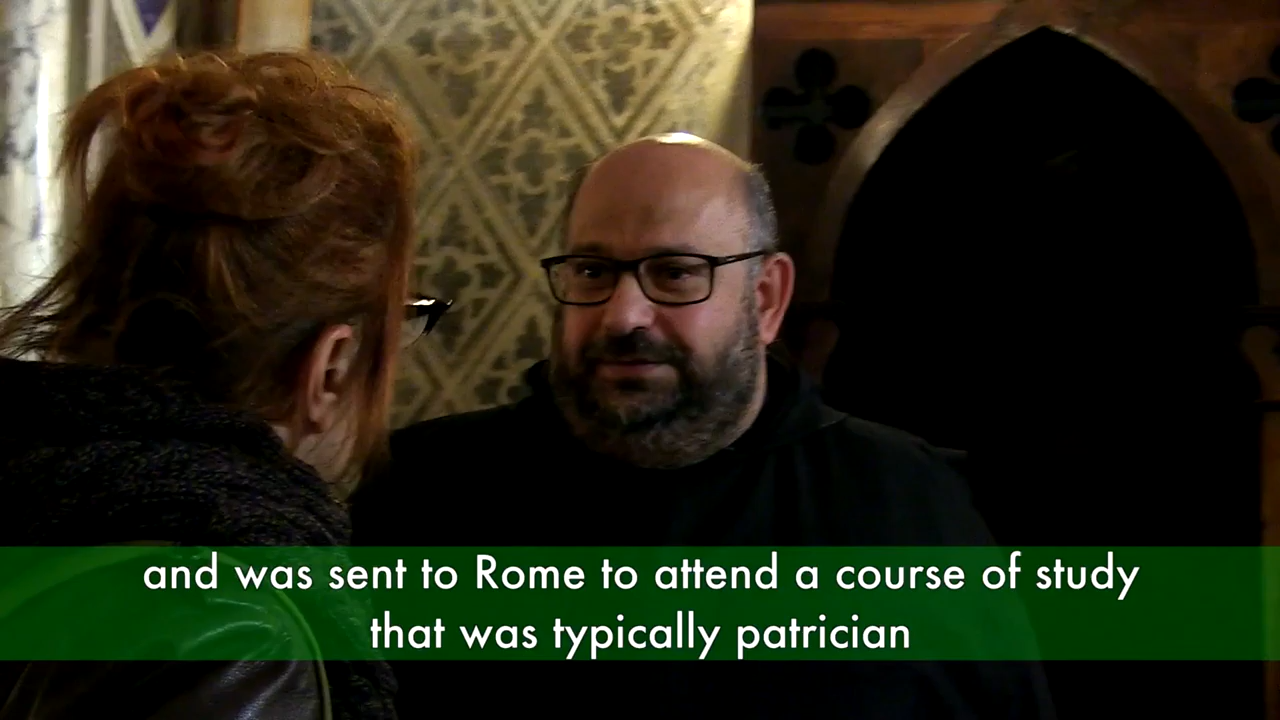 and was sent to Rome to attend a course of study
that was typically patrician